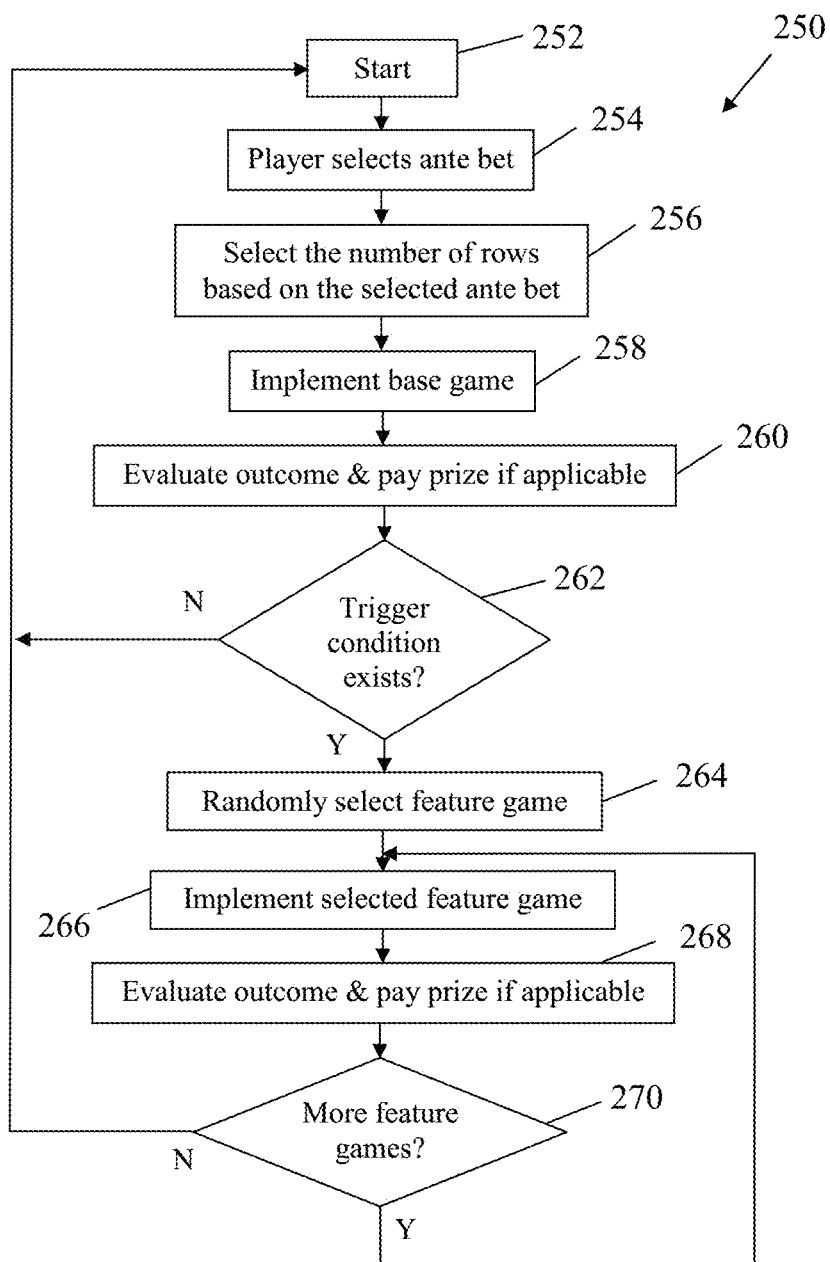 250
252
Start
254
Player selects ante bet
256
Select the number of rows
based on the selected ante bet
258
Implement base game
260
Evaluate outcome & pay prize if applicable
262
N
Trigger
condition
exists?
Y
264
Randomly select feature game
Implement selected feature game
266
268
Evaluate outcome & pay prize if applicable
270
More feature
games?
N
Y